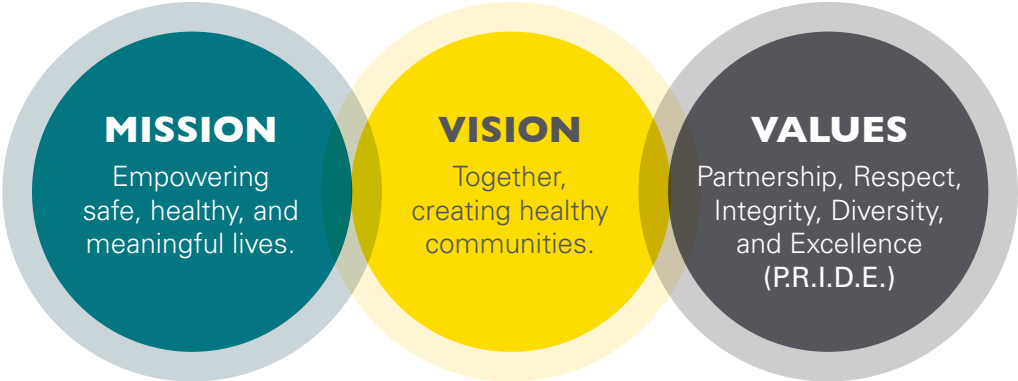 MISSION
Empowering
safe, healthy, and
meaningful lives.
VISION
Together,
creating healthy
communities.
VALUES
Partnership, Respect,
Integrity, Diversity,
and Excellence
(P.R.I.D.E.)